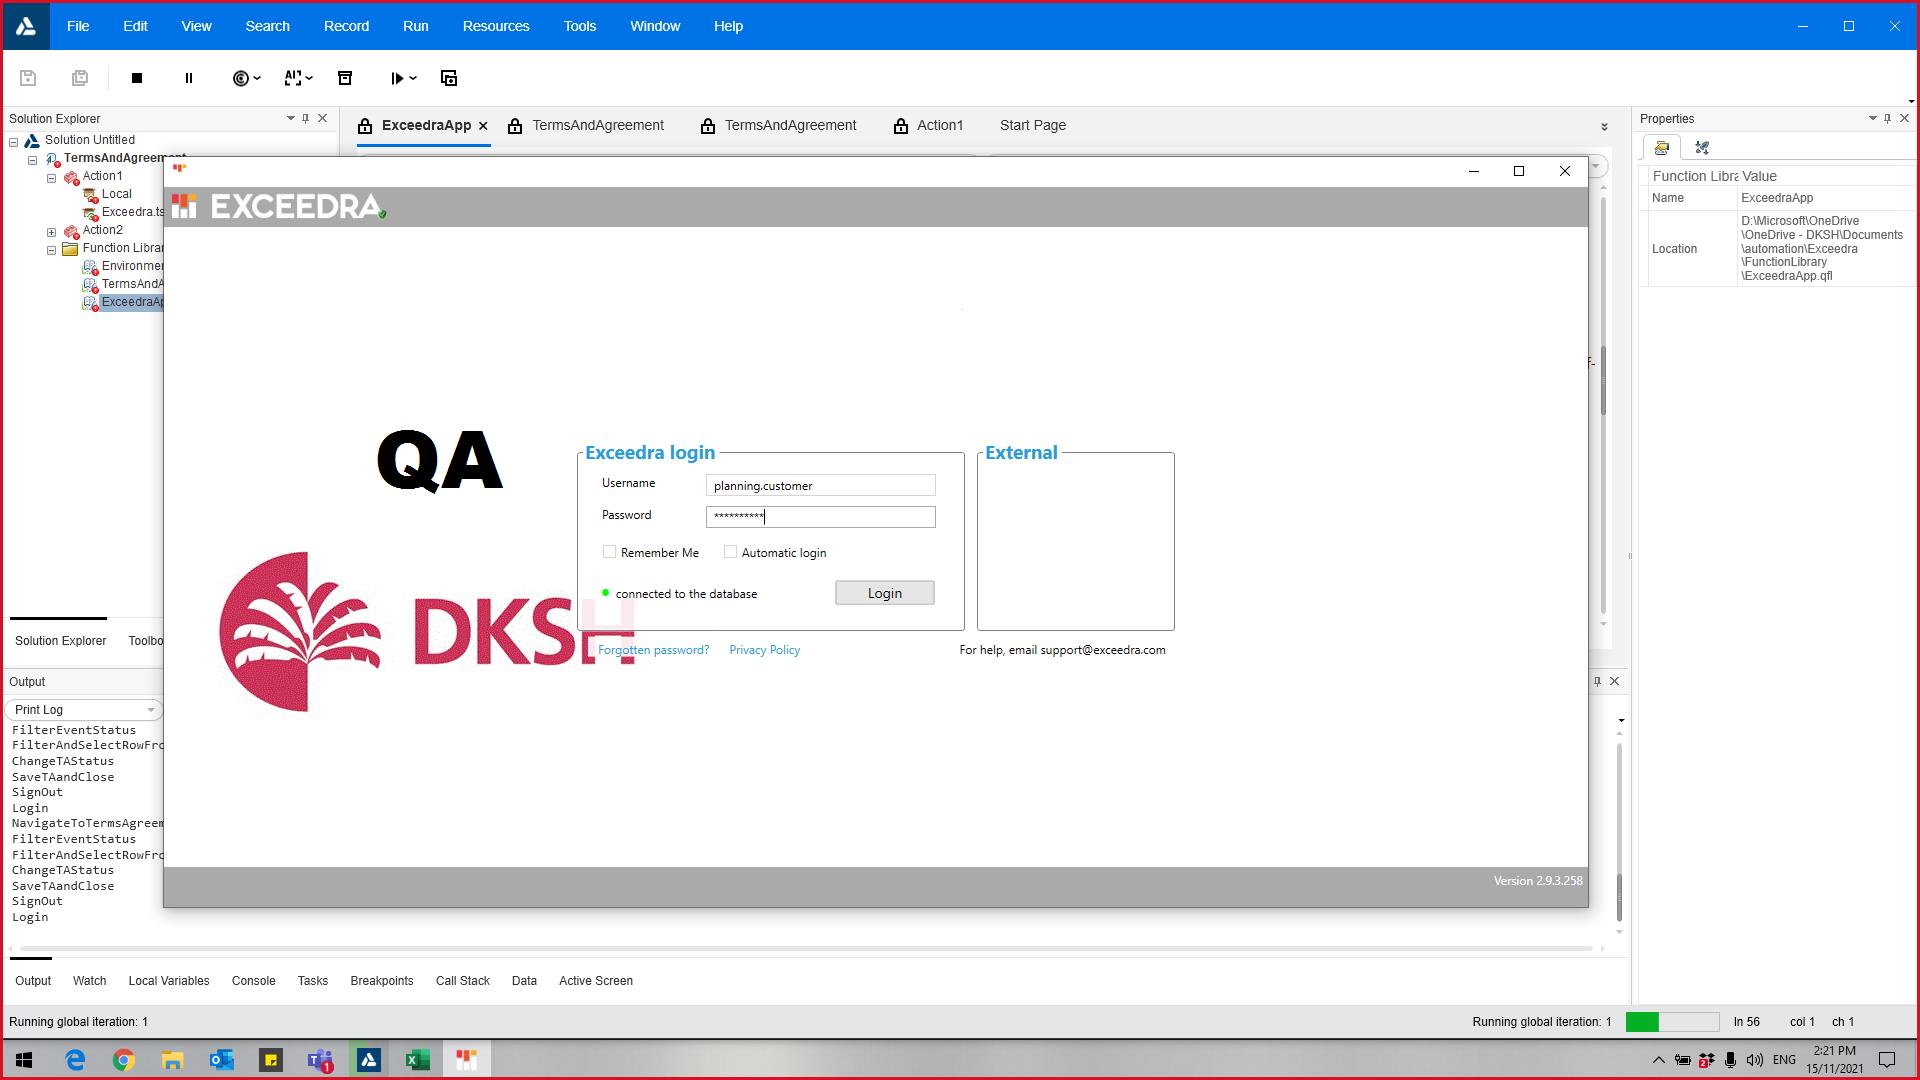 File Edit View Search Record Run Resources Tools Window Help
Solution Explorer
Solution Untitled
TermsAndAgreement
Action1
Local
Exceedra.ts
Action2
Function Librar
Environmen
TermsAndA
ExceedraAp
Solution Explorer Toolbo
ExceedraApp TermsAndAgreement TermsAndAgreement Action1 Start Page
EXCEEDRA
QA
DKSH
Exceedra login
Username planning.customer
Password **********
Remember Me Automatic login
connected to the database Login
External
Forgotten password? Privacy Policy
For help, email support@exceedra.com
Version 2.9.3.258
Properties
Function Libra Value
Name ExceedraApp
Location
D:\Microsoft\OneDrive
\OneDrive - DKSH\Documents
\automation\Exceedra
\FunctionLibrary
\ExceedraApp.qfl
Output
Print Log
FilterEventStatus
FilterAndSelectRowFro
ChangeTAStatus
SaveTAandClose
SignOut
Login
NavigateToTermsAgreem
FilterEventStatus
FilterAndSelectRowFro
ChangeTAStatus
SaveTAandClose
SignOut
Login
Output Watch Local Variables Console Tasks Breakpoints Call Stack Data Active Screen
Running global iteration: 1
Running global iteration: 1 ln 56 col 1 ch 1
1
2
ENG
2:21 PM
15/11/2021